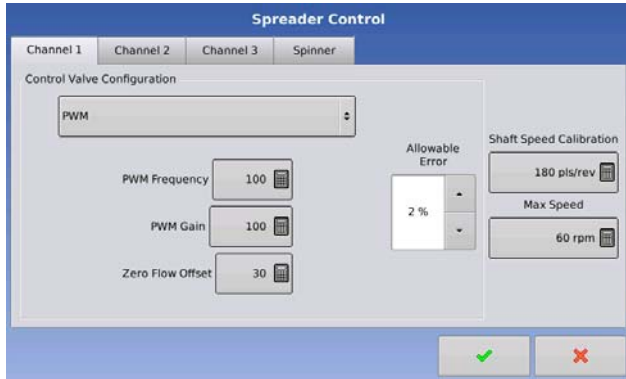 Spreader Control
Channel 1 Channel 2 Channel 3 Spinner
Control Valve Configuration
PWM
PWM Frequency 100
PWM Gain 100
Zero Flow Offset 30
Allowable
Error
2 %
Shaft Speed Calibration
180 pls/rev
Max Speed
60 rpm